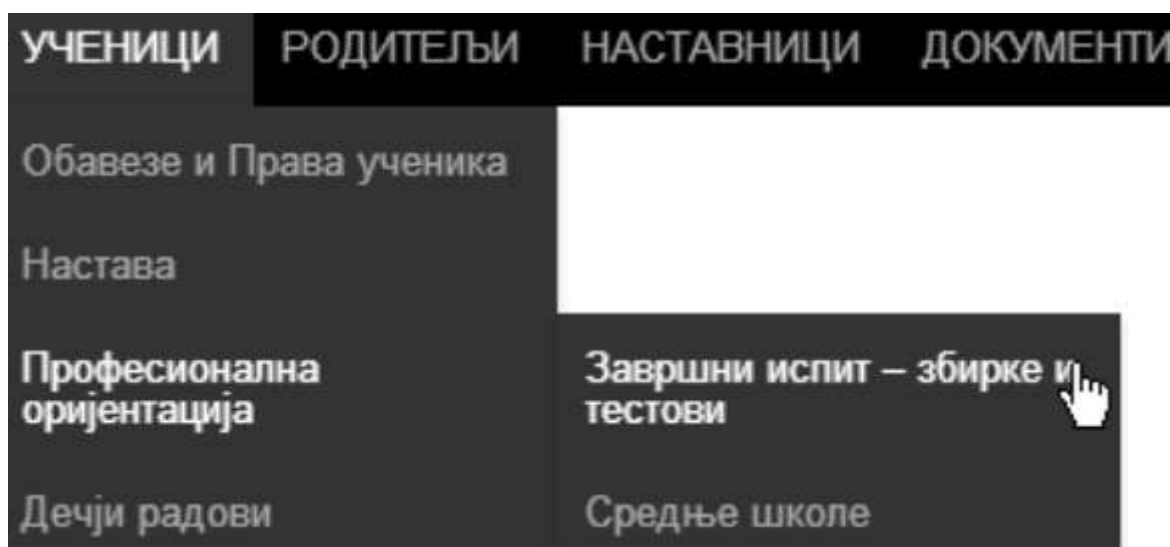 УЧЕНИЦИ РОДИТЕЉИ НАСТАВНИЦИ ДОКУМЕНТИ
Обавезе и Права ученика
Настава
Професионална
оријентација
Завршни испит – збирке и
тестови
Дечји радови
Средње школе